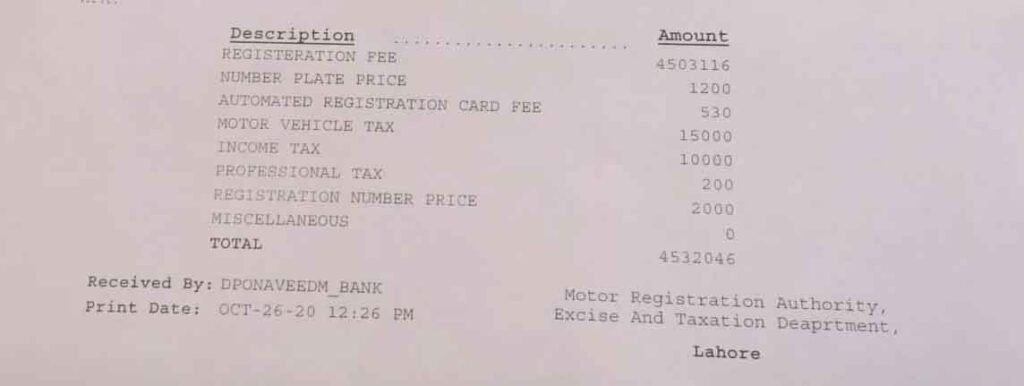 Description ........................ Amount
REGISTERATION FEE 4503116
NUMBER PLATE PRICE 1200
AUTOMATED REGISTRATION CARD FEE 530
MOTOR VEHICLE TAX 15000
INCOME TAX 10000
PROFESSIONAL TAX 200
REGISTRATION NUMBER PRICE 2000
MISCELLANEOUS 0
TOTAL 4532046
Received By: DPONAVEEDM_BANK
Print Date: OCT-26-20 12:26 PM
Motor Registration Authority,
Excise And Taxation Deaprtment,
Lahore